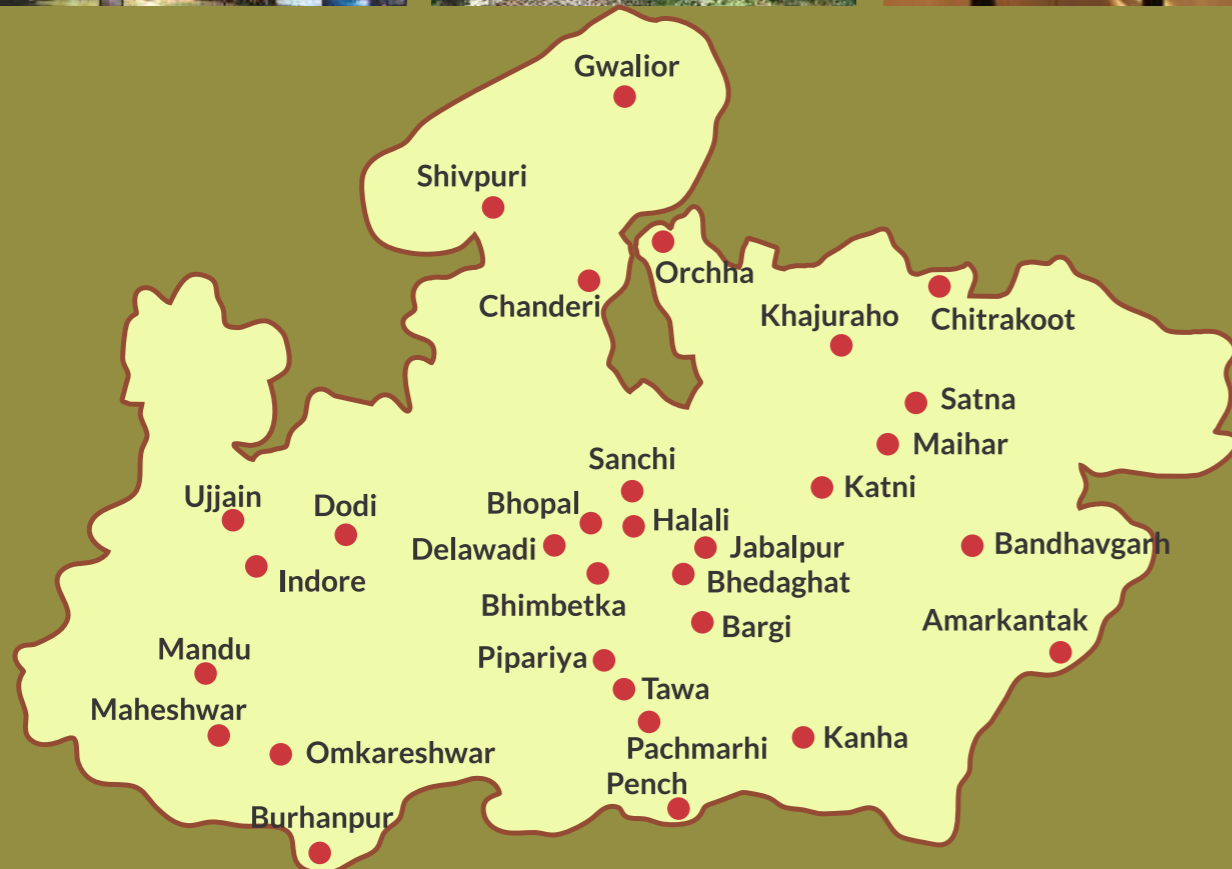 Gwalior
Shivpuri
Orchha
Chanderi
Khajuraho
Chitrakoot
Satna
Maihar
Sanchi
Katni
Ujjain
Dodi
Bhopal
Halali
Delawadi
Jabalpur
Bandhavgarh
Indore
Bhedaghat
Bhimbetka
Bargi
Amarkantak
Mandu
Pipariya
Tawa
Maheshwar
Pachmarhi
Kanha
Omkareshwar
Pench
Burhanpur